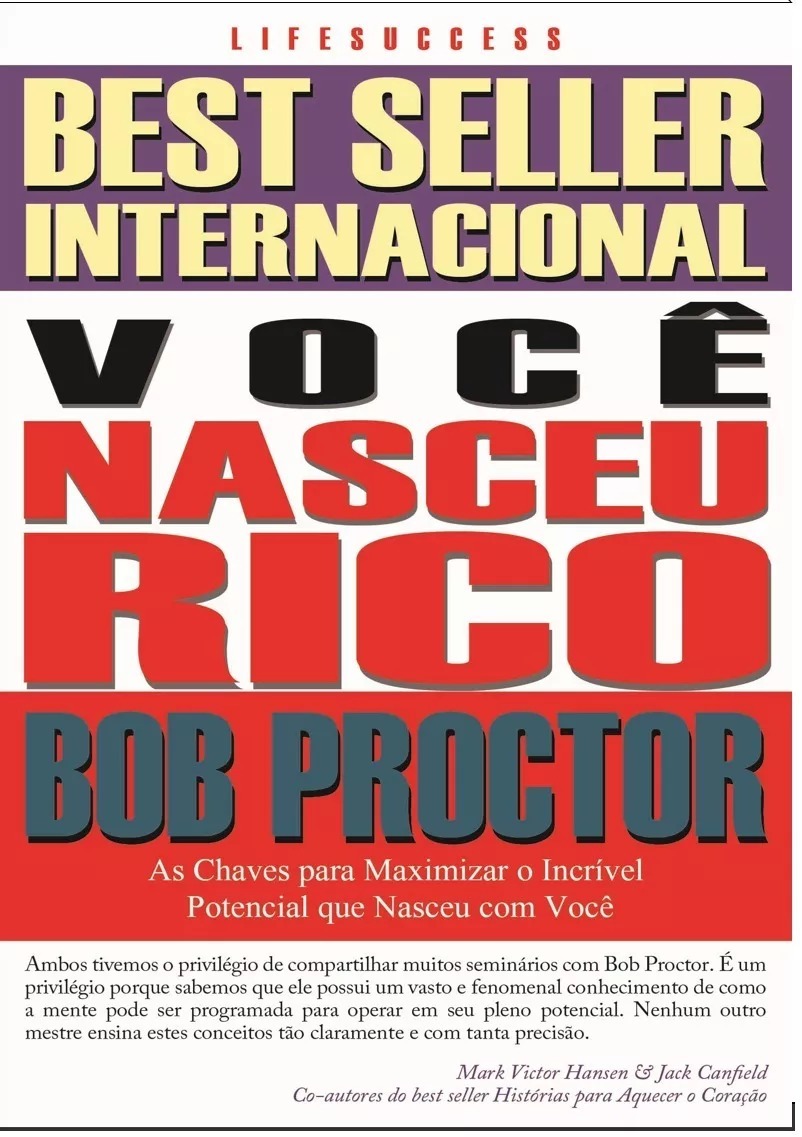 LIFESUCCESS
BEST SELLER
INTERNACIONAL
VOCÊ
NASCEU
RICO
BOB PROCTOR
As Chaves para Maximizar o Incrível
Potencial que Nasceu com Você
Ambos tivemos o privilégio de compartilhar muitos seminários com Bob Proctor. É um
privilégio porque sabemos que ele possui um vasto e fenomenal conhecimento de como
a mente pode ser programada para operar em seu pleno potencial. Nenhum outro
mestre ensina estes conceitos tão claramente e com tanta precisão.
Mark Victor Hansen & Jack Canfield
Co-autores do best seller Histórias para Aquecer o Coração